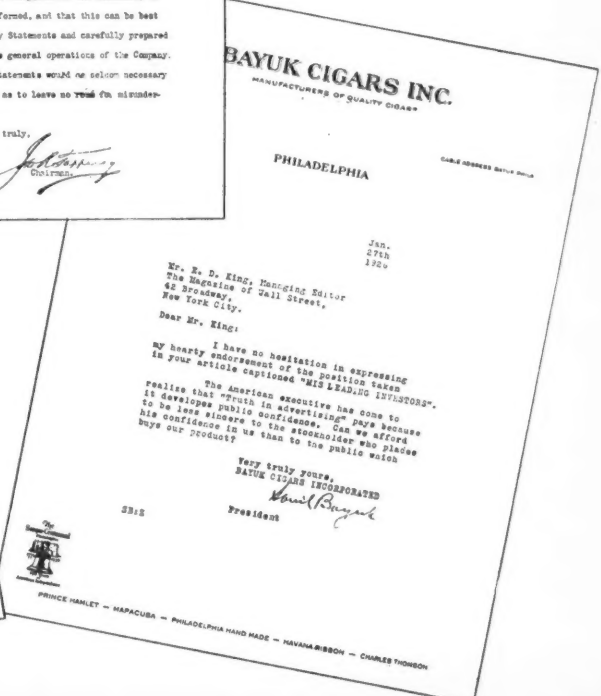 formed, and that this can be best
y Statements and carefully prepared
e general operations of the Company.
tatements would be seldom necessary
as to leave no for misunder-
truly,
Chairman.
BAYUK CIGARS INC.
MANUFACTURERS OF QUALITY CIGARS
PHILADELPHIA
CABLE ADDRESS BAYUK PHILA
Jan.
27th
1926
Mr. E. D. King, Managing Editor
The Magazine of Wall Street,
42 Broadway,
New York City.
Dear Mr. King:
I have no hesitation in expressing
my hearty endorsement of the position taken
in your article captioned "MIS LEADING INVESTORS".
The American executive has come to
realize that "Truth in advertising" pays because
it developes public confidence. Can we afford
to be less sincere to the stockholder who places
his confidence in us than to the public which
buys our product?
Very truly yours,
BAYUK CIGARS INCORPORATED
President
SB:E
The
Sesqui-Centennial
American Independence
PRINCE HAMLET — MAPACUBA — PHILADELPHIA HAND MADE — HAVANA RIBBON — CHARLES THOMSON